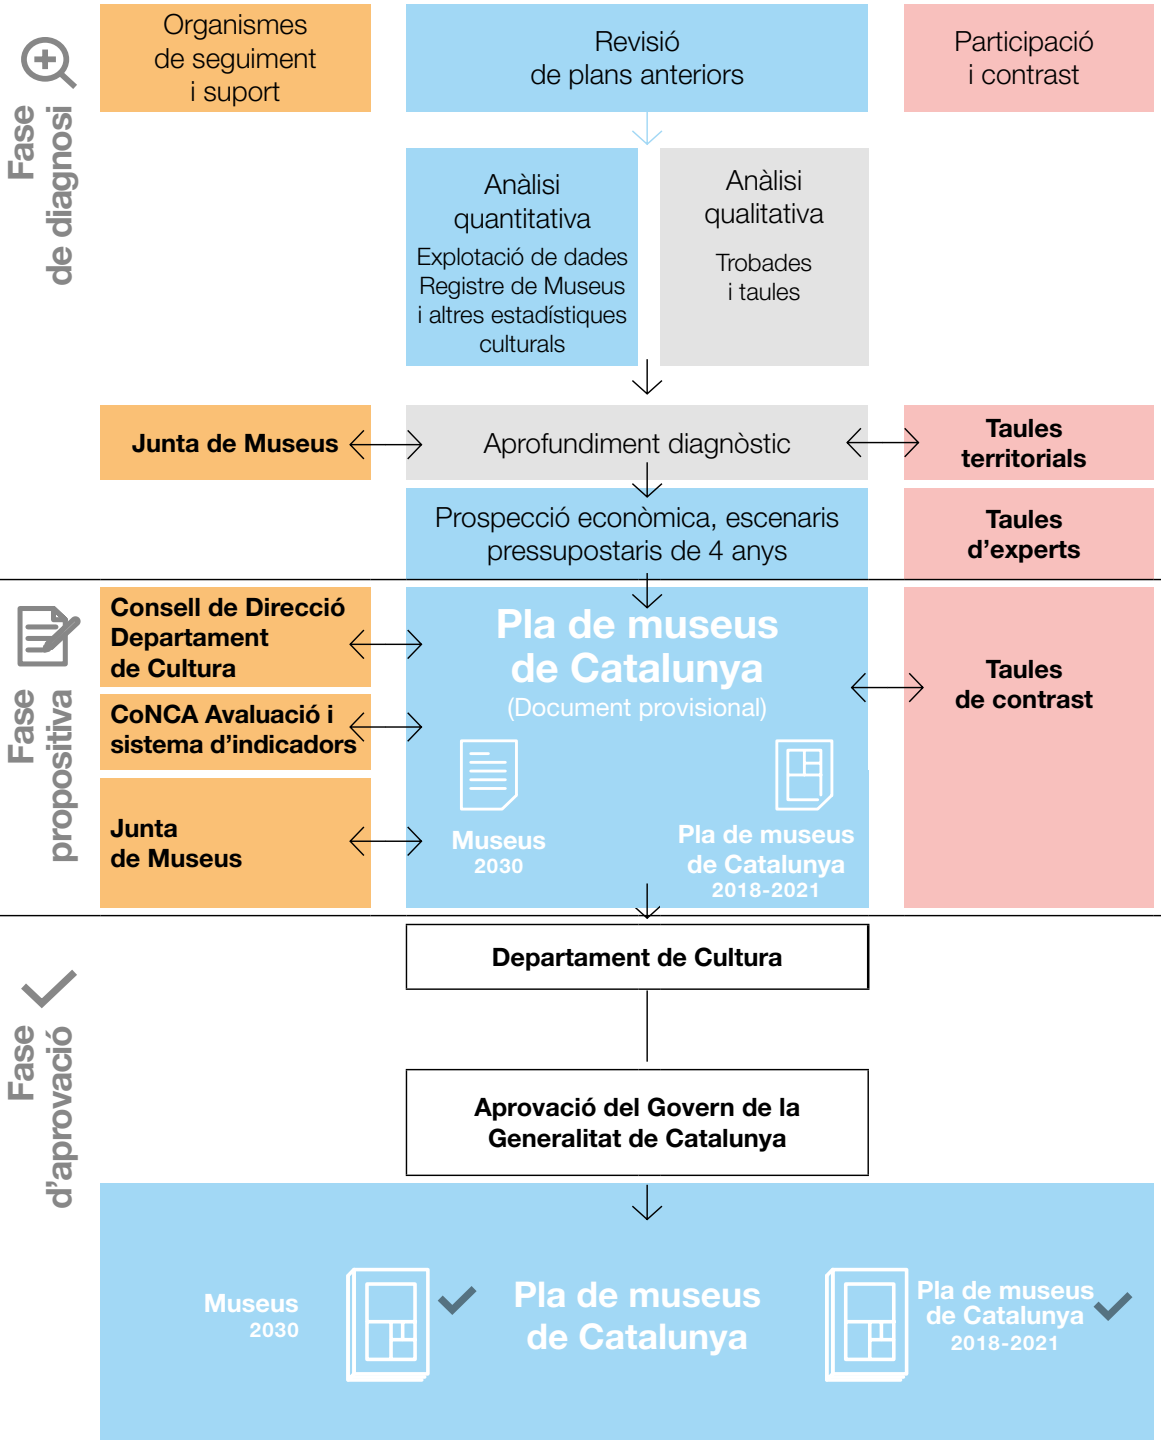 Fase
de diagnosi
Organismes
de seguiment
i suport
Revisió
de plans anteriors
Participació
i contrast
Anàlisi
quantitativa
Explotació de dades
Registre de Museus
i altres estadístiques
culturals
Anàlisi
qualitativa
Trobades
i taules
Junta de Museus
Aprofundiment diagnòstic
Taules
territorials
Prospecció econòmica, escenaris
pressupostaris de 4 anys
Taules
d’experts
Fase
propositiva
Consell de Direcció
Departament
de Cultura
CoNCA Avaluació i
sistema d’indicadors
Junta
de Museus
Pla de museus
de Catalunya
(Document provisional)
Museus
2030
Pla de museus
de Catalunya
2018-2021
Taules
de contrast
Fase
d’aprovació
Departament de Cultura
Aprovació del Govern de la
Generalitat de Catalunya
Museus
2030
Pla de museus
de Catalunya
Pla de museus
de Catalunya
2018-2021